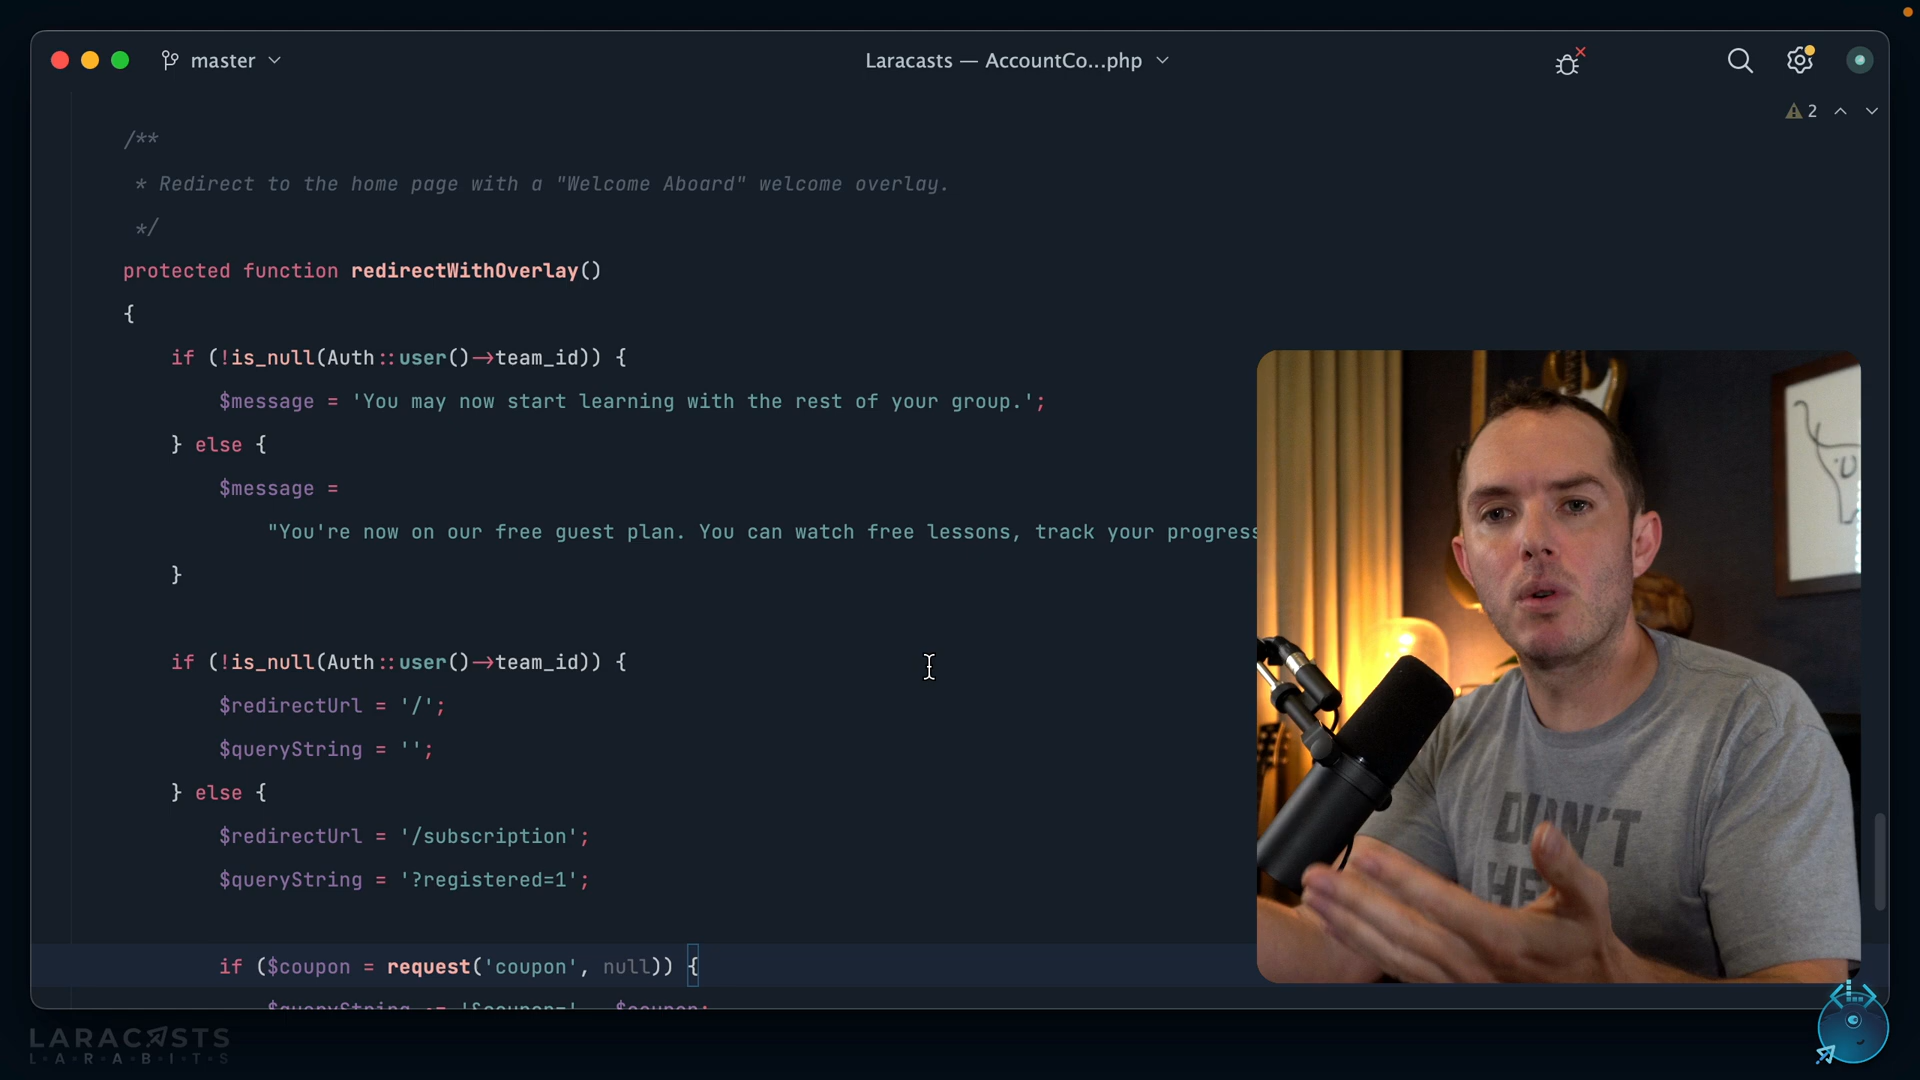 master
Laracasts — AccountCo...php
2
/**
* Redirect to the home page with a "Welcome Aboard" welcome overlay.
*/
protected function redirectWithOverlay()
{
if (!is_null(Auth::user()->team_id)) {
$message = 'You may now start learning with the rest of your group.';
} else {
$message =
"You're now on our free guest plan. You can watch free lessons, track your progress
}
if (!is_null(Auth::user()->team_id)) {
$redirectUrl = '/';
$queryString = '';
} else {
$redirectUrl = '/subscription';
$queryString = '?registered=1';
if ($coupon = request('coupon', null)) {
DIDN'T
LARACASTS
L·A·R·A·B·I·T·S